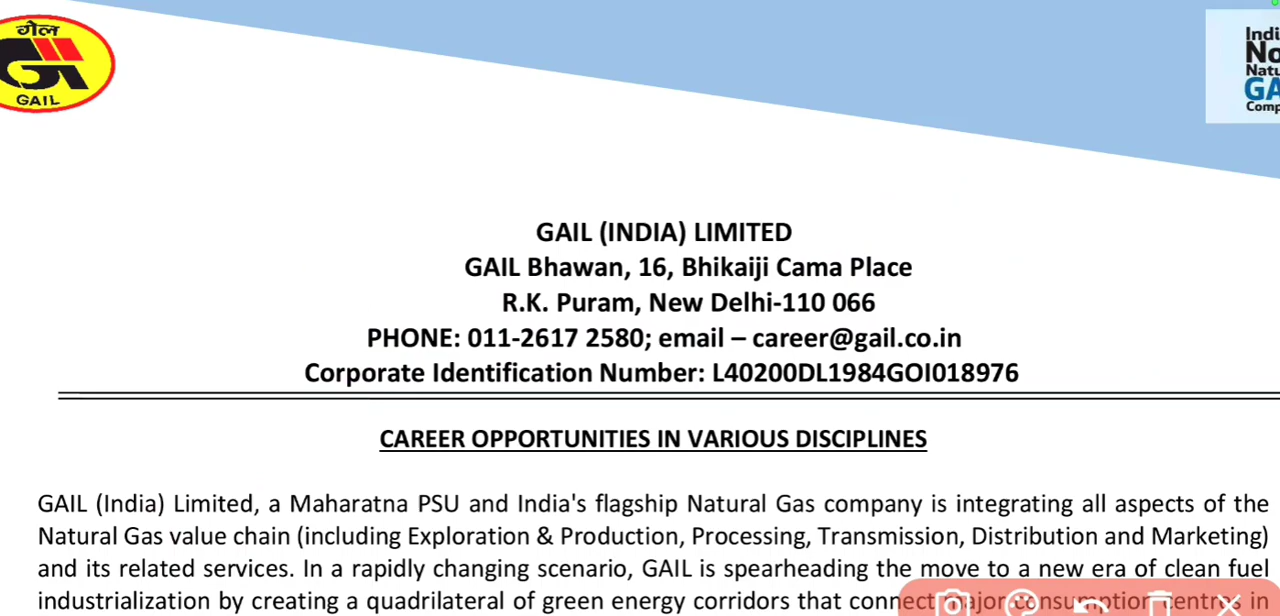 गेल
GAIL
GAIL (INDIA) LIMITED
GAIL Bhawan, 16, Bhikaiji Cama Place
R.K. Puram, New Delhi-110 066
PHONE: 011-2617 2580; email – career@gail.co.in
Corporate Identification Number: L40200DL1984GOI018976
CAREER OPPORTUNITIES IN VARIOUS DISCIPLINES
GAIL (India) Limited, a Maharatna PSU and India's flagship Natural Gas company is integrating all aspects of the
Natural Gas value chain (including Exploration & Production, Processing, Transmission, Distribution and Marketing)
and its related services. In a rapidly changing scenario, GAIL is spearheading the move to a new era of clean fuel
industrialization by creating a quadrilateral of green energy corridors that connect major consumption centres in